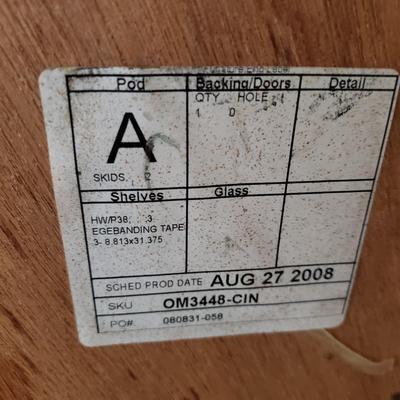 Pod Backing/Doors Detail
QTY HOLE
1 0
A
SKIDS, 2
Shelves Glass
HW/P38, 3
EGEBANDING TAPE
3- 8.813x31.375
SCHED PROD DATE AUG 27 2008
SKU OM3448-CIN
PO#: 080831-058